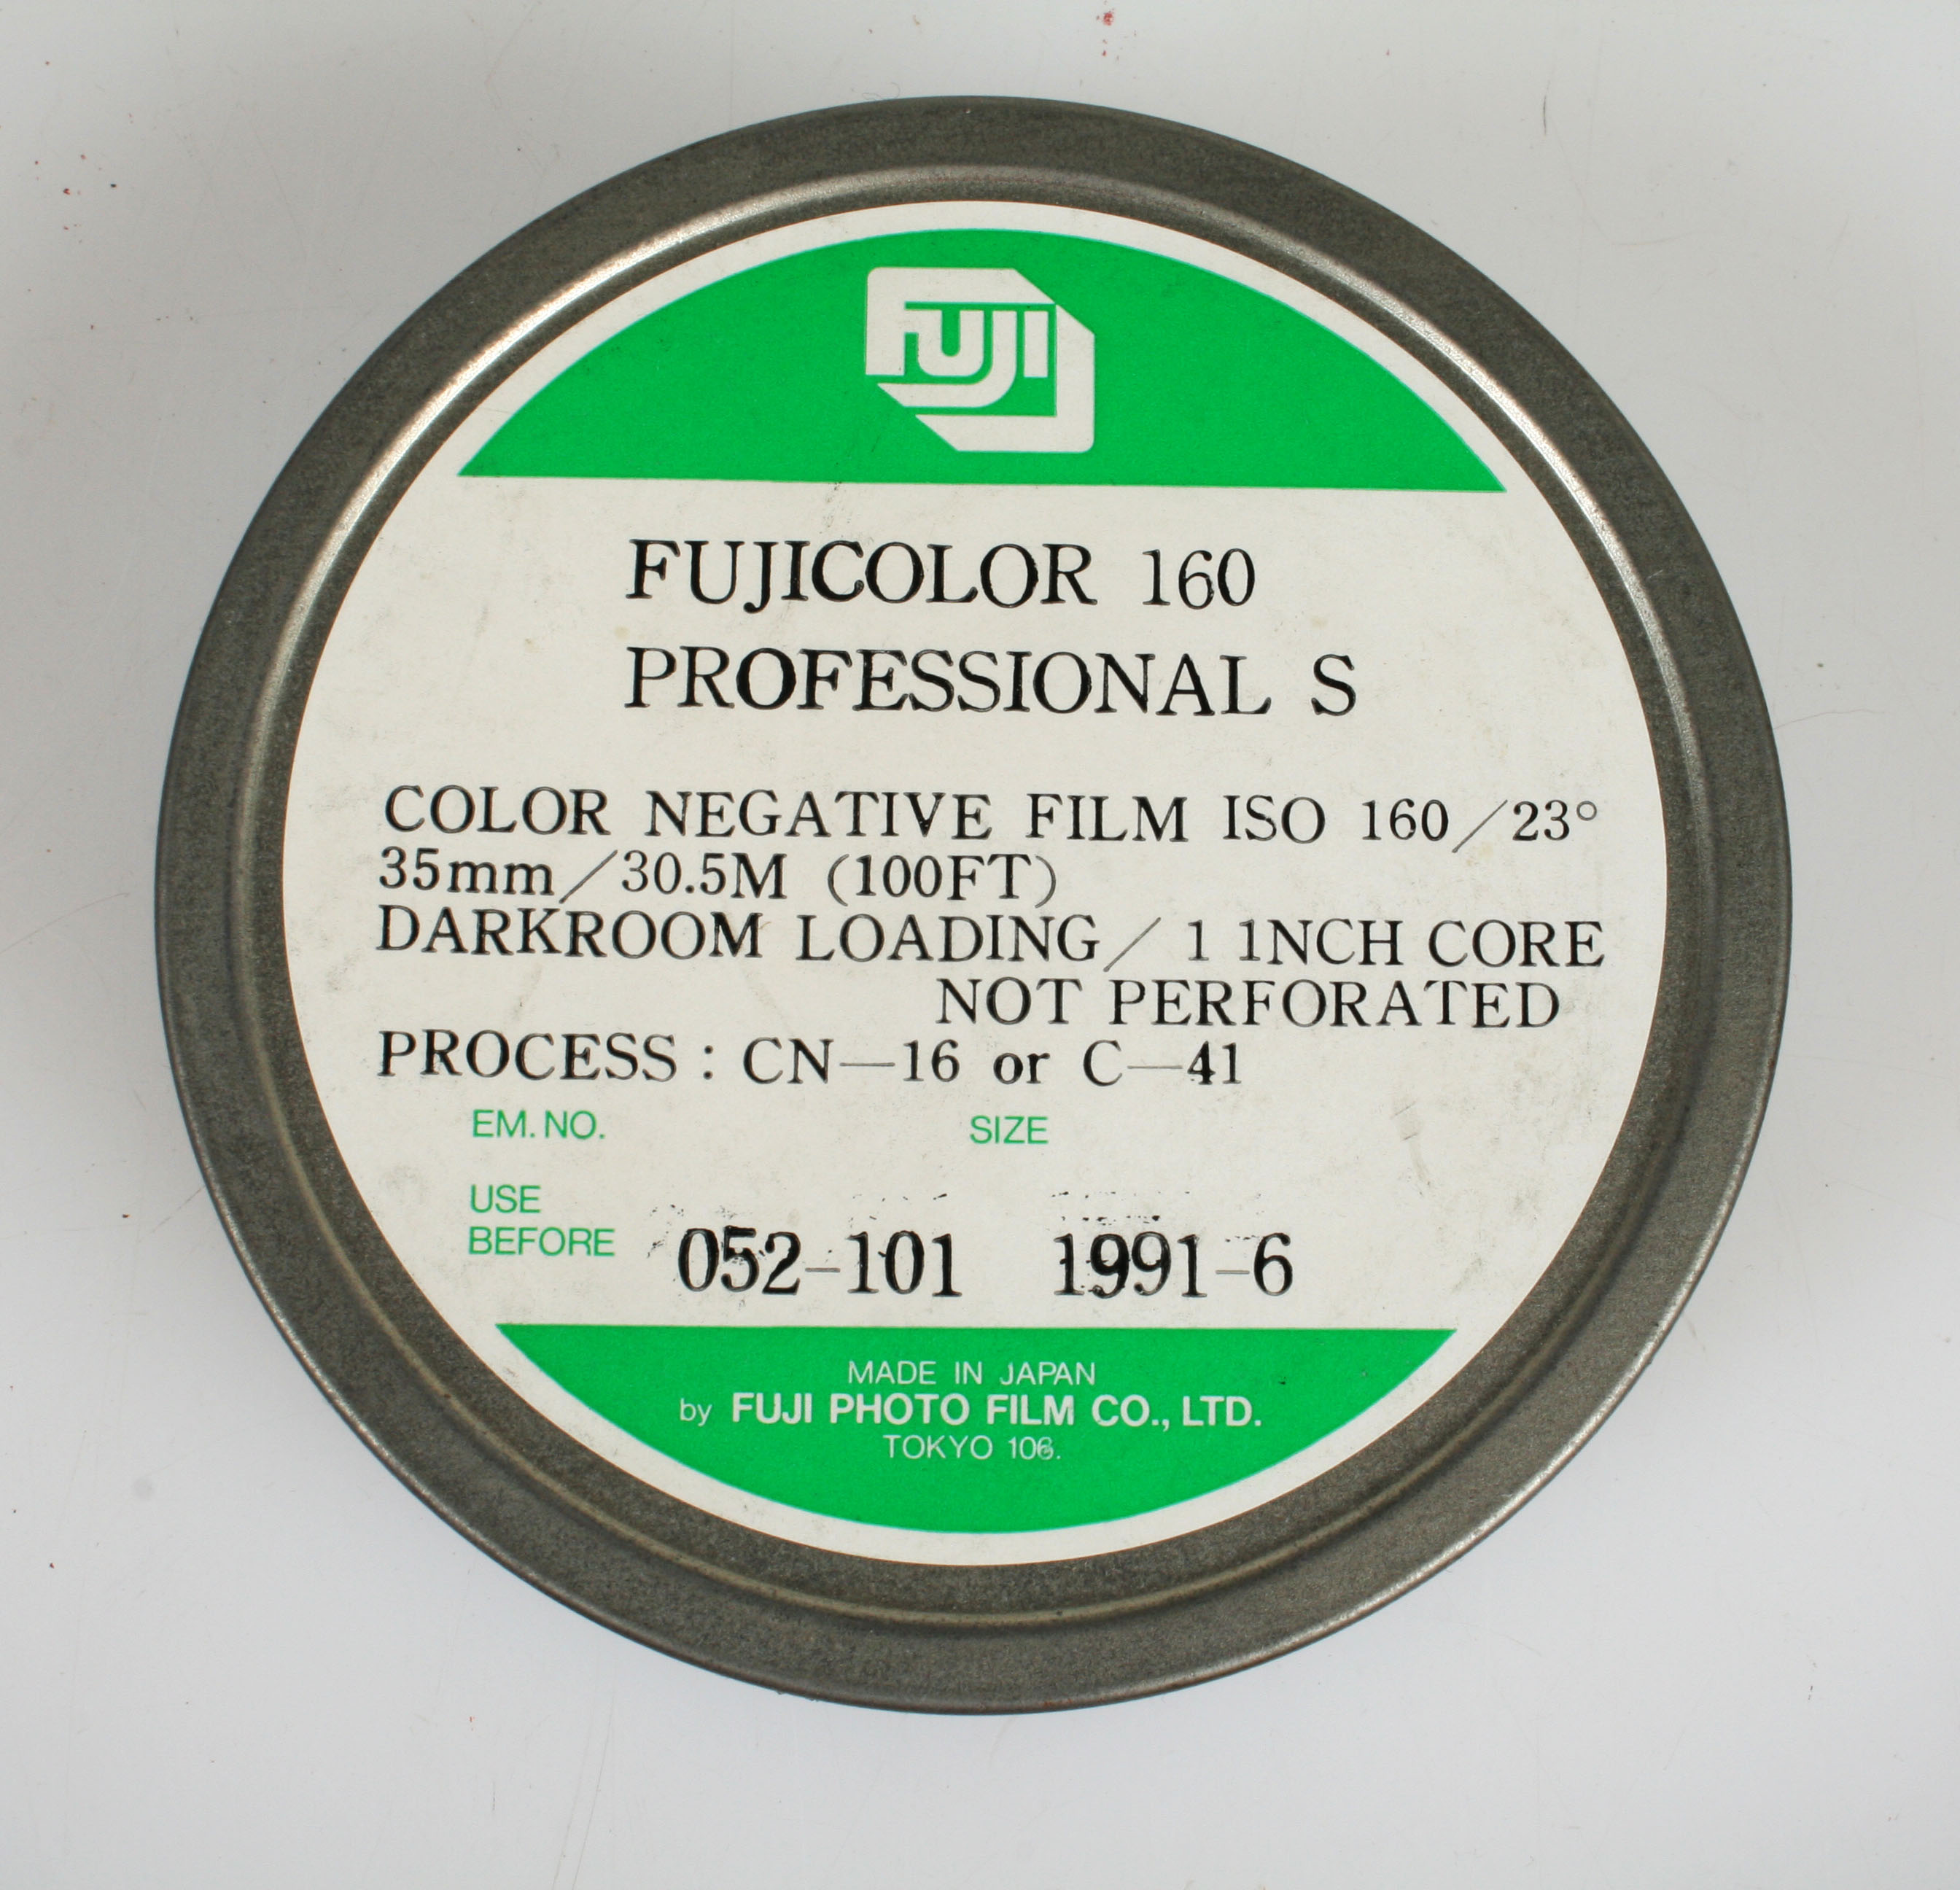 FUJI
FUJICOLOR 160
PROFESSIONAL S
COLOR NEGATIVE FILM ISO 160/23°
35mm/30.5M (100FT)
DARKROOM LOADING/ 1 1NCH CORE
NOT PERFORATED
PROCESS : CN—16 or C—41
EM. NO. SIZE
USE
BEFORE 052-101 1991-6
MADE IN JAPAN
by FUJI PHOTO FILM CO., LTD.
TOKYO 106.